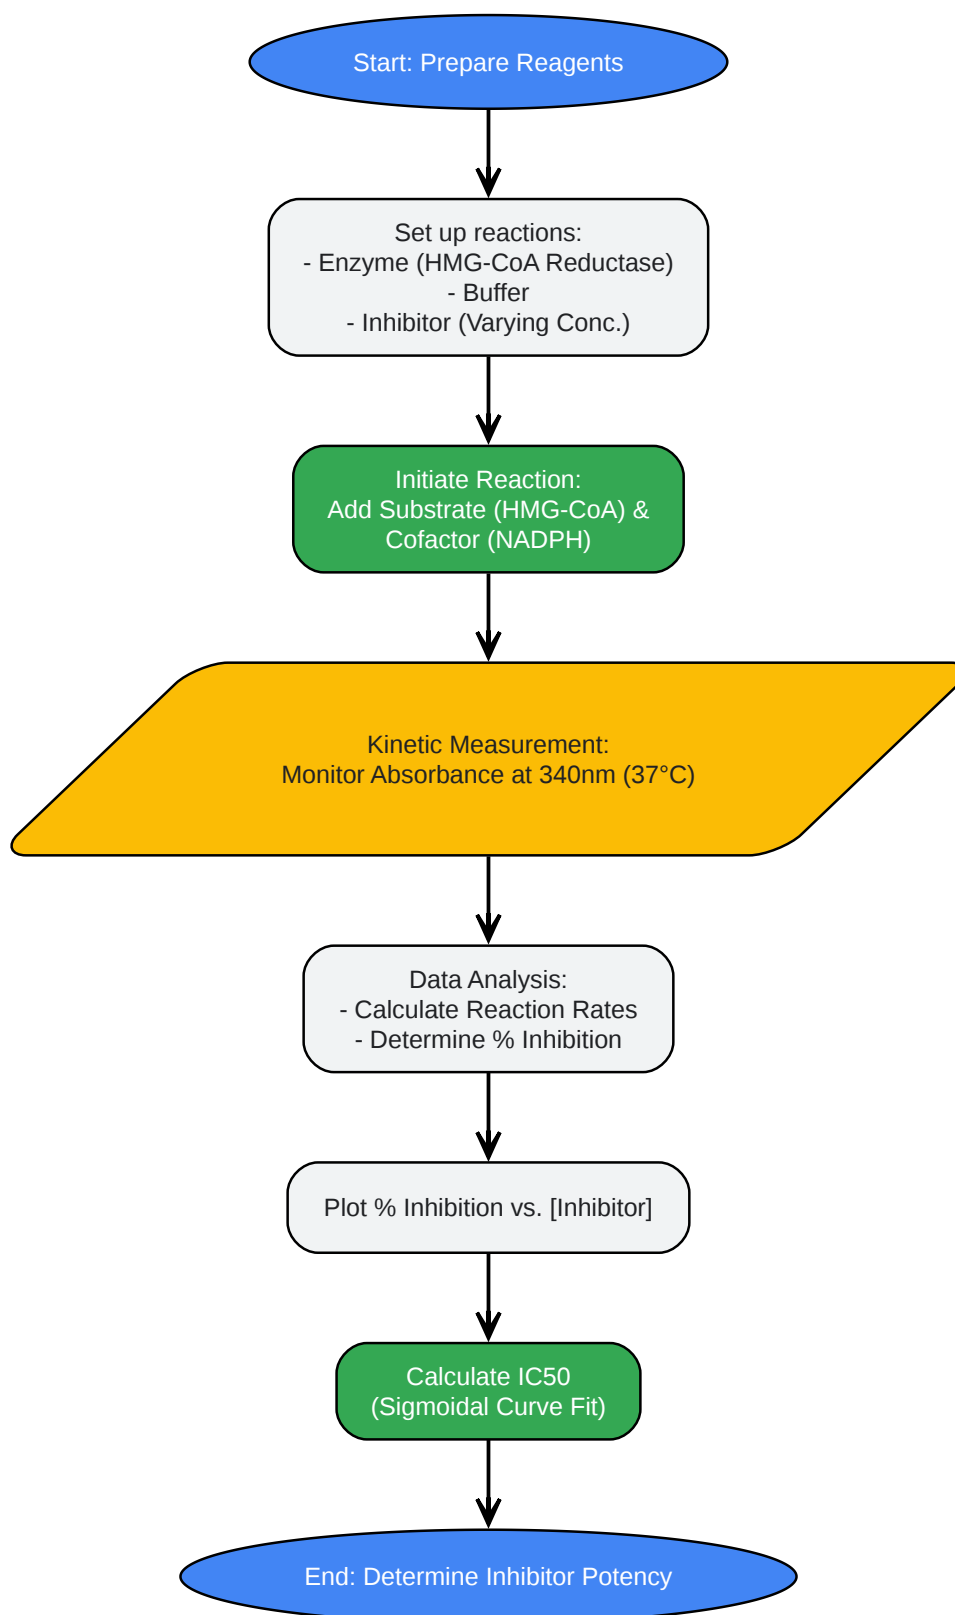 Start: Prepare Reagents
Set up reactions:
- Enzyme (HMG-CoA Reductase)
- Buffer
- Inhibitor (Varying Conc.)
Initiate Reaction:
Add Substrate (HMG-CoA) &
Cofactor (NADPH)
Kinetic Measurement:
Monitor Absorbance at 340nm (37°C)
Data Analysis:
- Calculate Reaction Rates
- Determine % Inhibition
Plot % Inhibition vs. [Inhibitor]
Calculate IC50
(Sigmoidal Curve Fit)
End: Determine Inhibitor Potency